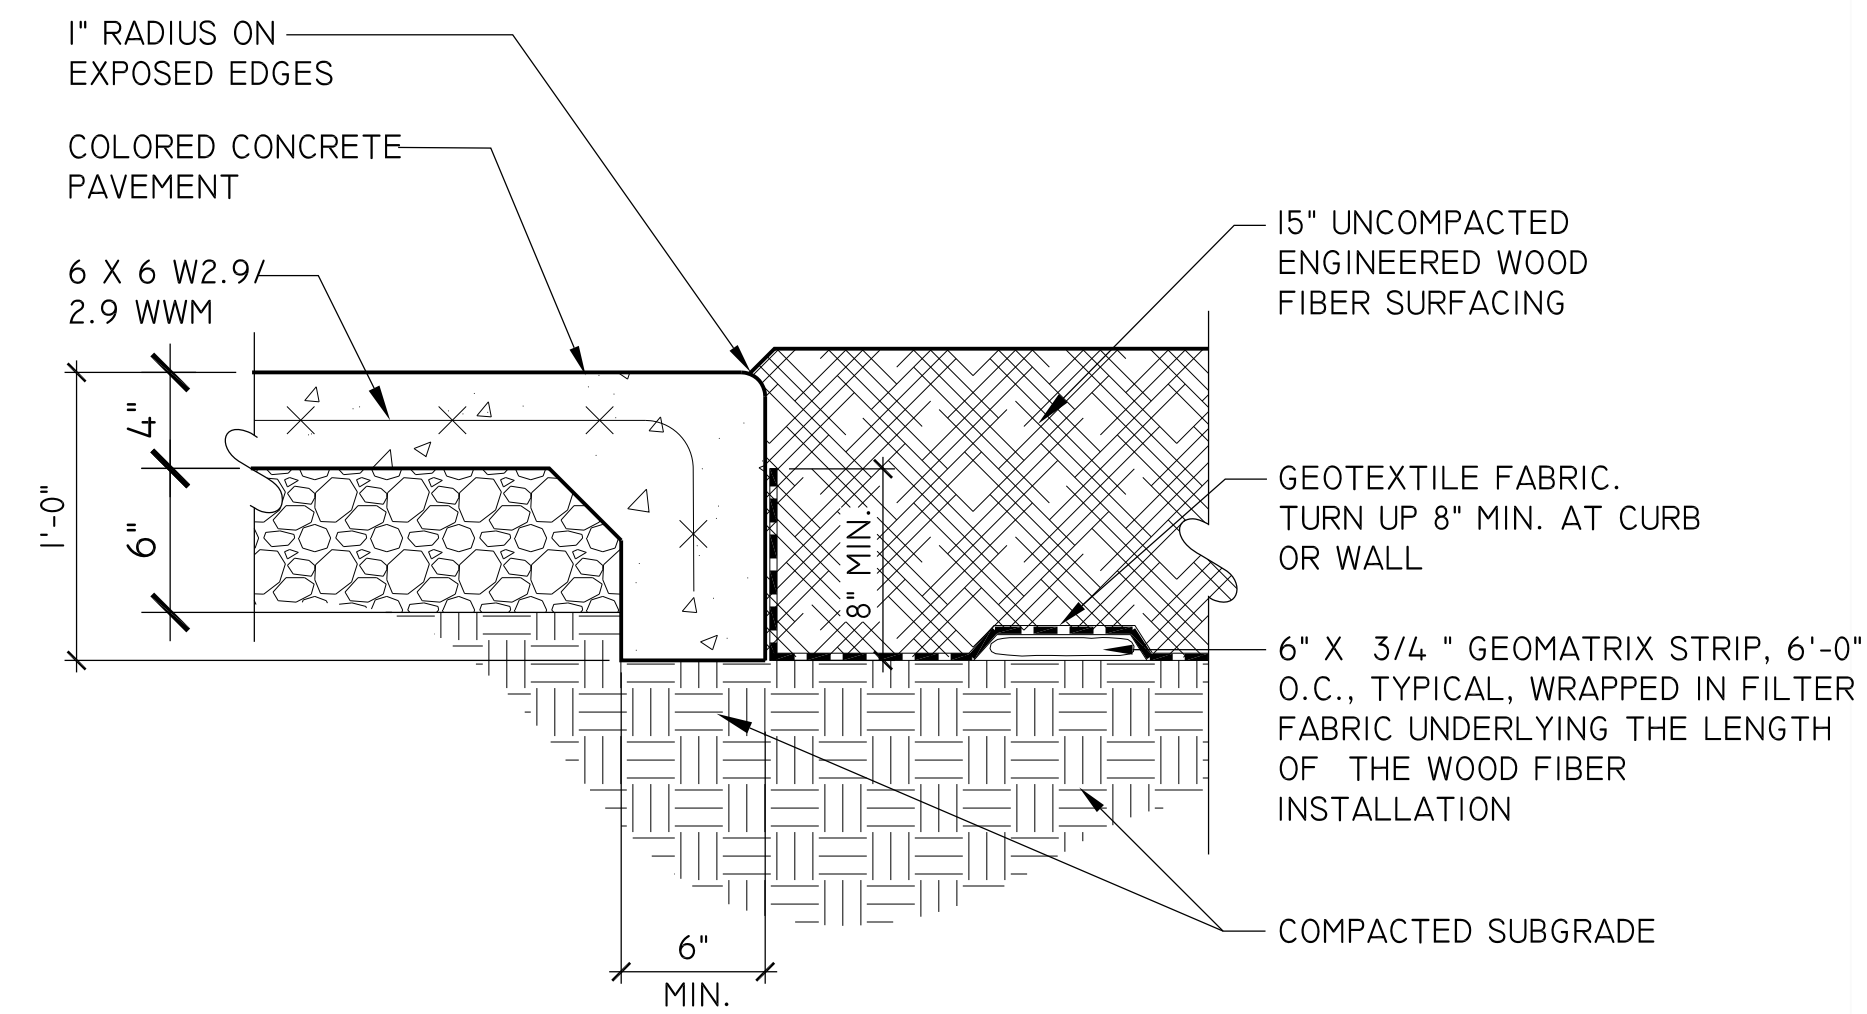 1" RADIUS ON
EXPOSED EDGES
COLORED CONCRETE
PAVEMENT
6 X 6 W2.9/
2.9 WWM
4"
6"
1'-0"
6"
MIN.
8" MIN.
15" UNCOMPACTED
ENGINEERED WOOD
FIBER SURFACING
GEOTEXTILE FABRIC.
TURN UP 8" MIN. AT CURB
OR WALL
6" X 3/4 " GEOMATRIX STRIP, 6'-0"
O.C., TYPICAL, WRAPPED IN FILTER
FABRIC UNDERLYING THE LENGTH
OF THE WOOD FIBER
INSTALLATION
COMPACTED SUBGRADE